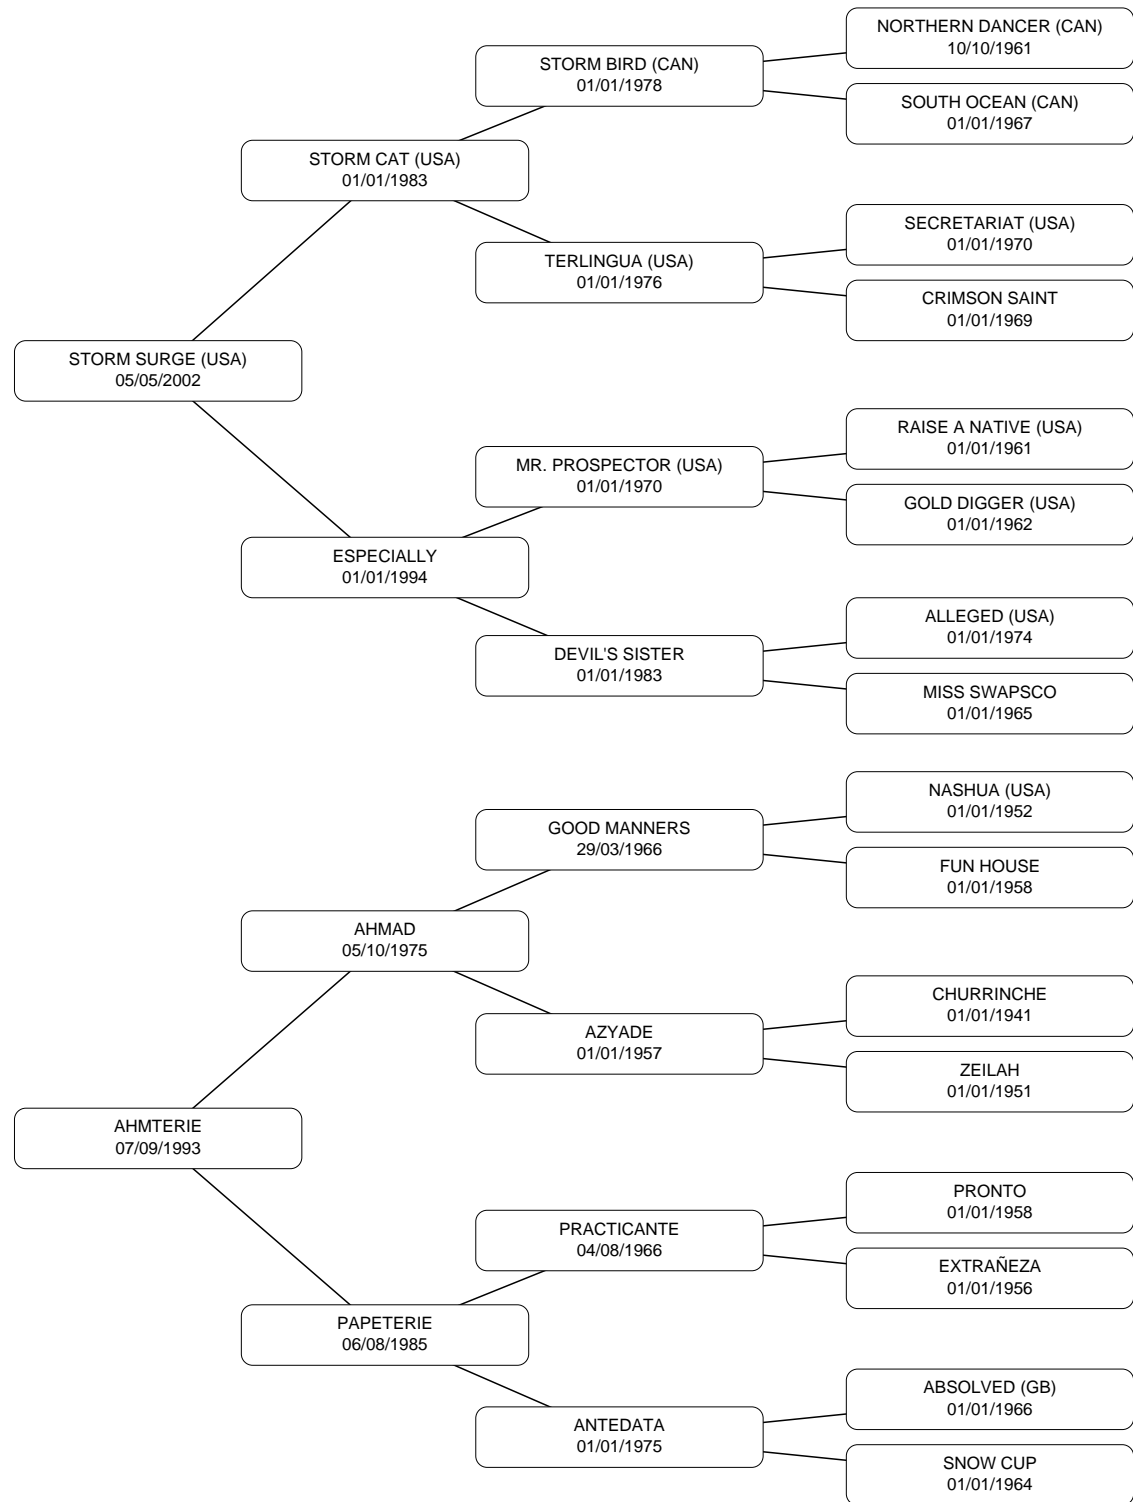 NORTHERN DANCER (CAN)
10/10/1961
STORM BIRD (CAN)
01/01/1978
SOUTH OCEAN (CAN)
01/01/1967
STORM CAT (USA)
01/01/1983
SECRETARIAT (USA)
01/01/1970
TERLINGUA (USA)
01/01/1976
CRIMSON SAINT
01/01/1969
STORM SURGE (USA)
05/05/2002
RAISE A NATIVE (USA)
01/01/1961
MR. PROSPECTOR (USA)
01/01/1970
GOLD DIGGER (USA)
01/01/1962
ESPECIALLY
01/01/1994
ALLEGED (USA)
01/01/1974
DEVIL'S SISTER
01/01/1983
MISS SWAPSCO
01/01/1965
NASHUA (USA)
01/01/1952
GOOD MANNERS
29/03/1966
FUN HOUSE
01/01/1958
AHMAD
05/10/1975
CHURRINCHE
01/01/1941
AZYADE
01/01/1957
ZEILAH
01/01/1951
AHMTERIE
07/09/1993
PRONTO
01/01/1958
PRACTICANTE
04/08/1966
EXTRAÑEZA
01/01/1956
PAPETERIE
06/08/1985
ABSOLVED (GB)
01/01/1966
ANTEDATA
01/01/1975
SNOW CUP
01/01/1964